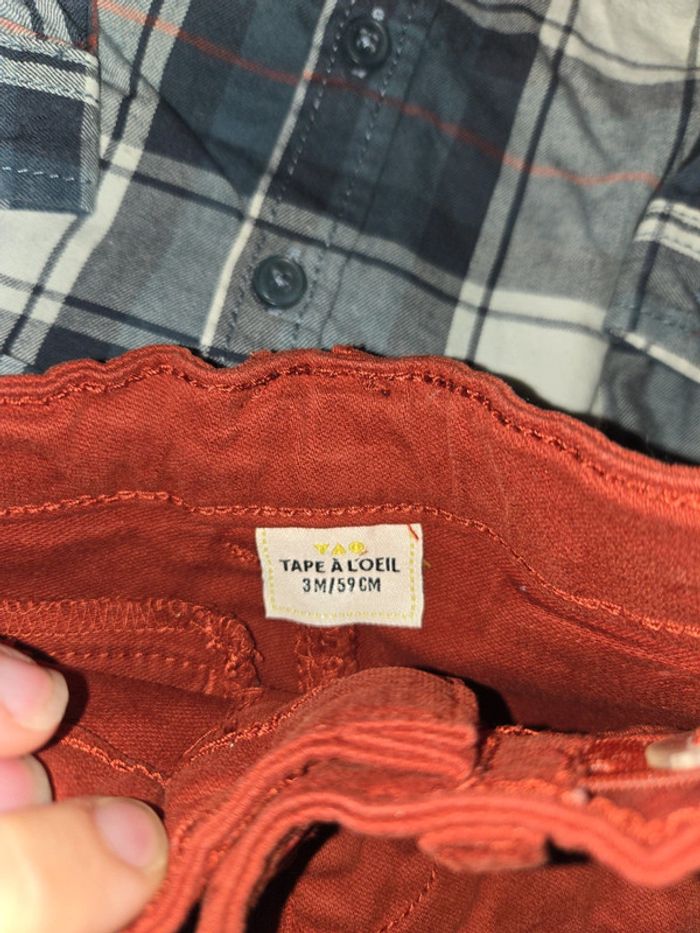 TAO
TAPE À L'OEIL
3M/59CM